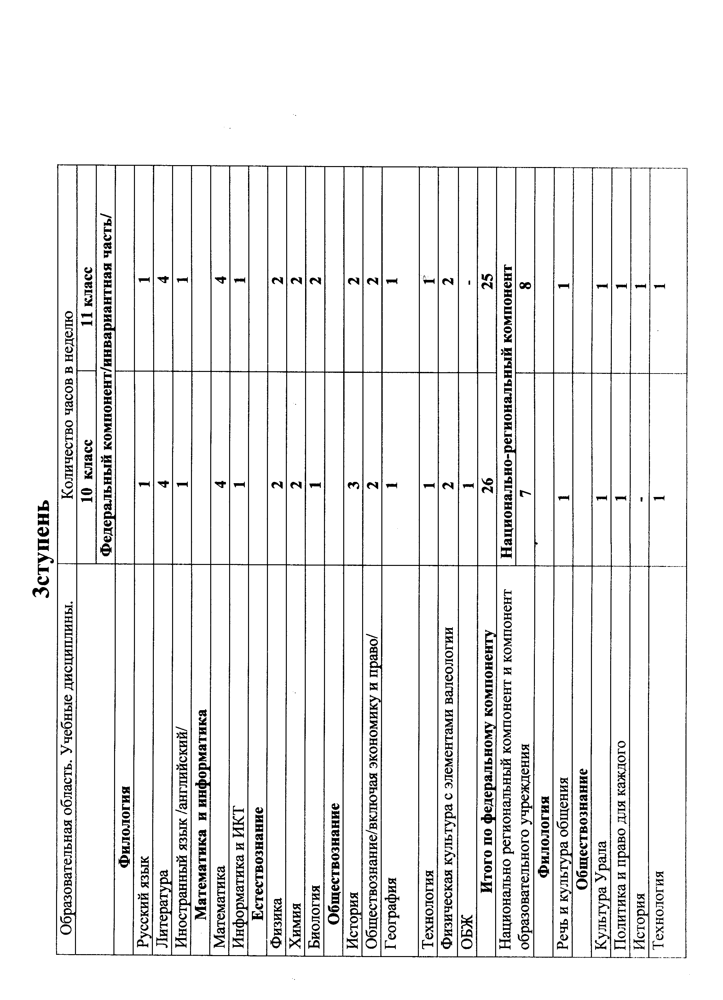 3ступень
Образовательная область. Учебные дисциплины. Количество часов в неделю
10 класс 11 класс
Федеральный компонент/инвариантная часть/
Филология
Русский язык 1 1
Литература 4 4
Иностранный язык /английский/ 1 1
Математика и информатика
Математика 4 4
Информатика и ИКТ 1 1
Естествознание
Физика 2 2
Химия 2 2
Биология 1 2
Обществознание
История 3 2
Обществознание/включая экономику и право/ 2 2
География 1 1
Технология 1 1
Физическая культура с элементами валеологии 2 2
ОБЖ 1 -
Итого по федеральному компоненту 26 25
Национально региональный компонент и компонент Национально-региональный компонент
образовательного учреждения 7 8
Филология
Речь и культура общения 1 1
Обществознание
Культура Урала 1 1
Политика и право для каждого 1 1
История - 1
Технология 1 1